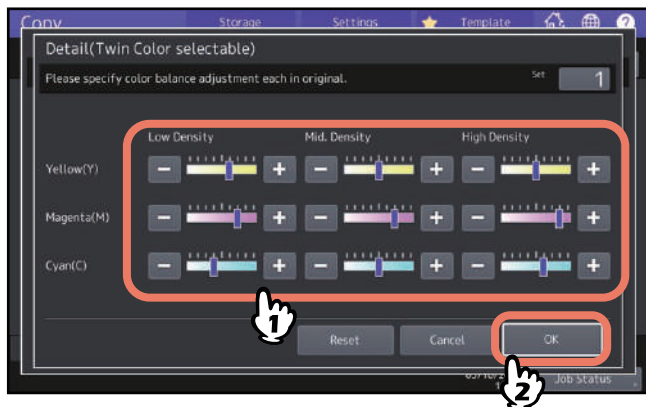 Copy Storage Settings Template ?
Detail(Twin Color selectable)
Please specify color balance adjustment each in original. Set 1
Low Density Mid. Density High Density
Yellow(Y) − + − + − +
Magenta(M) − + − + − +
Cyan(C) − + − + − +
1
Reset Cancel OK
2
Job Status